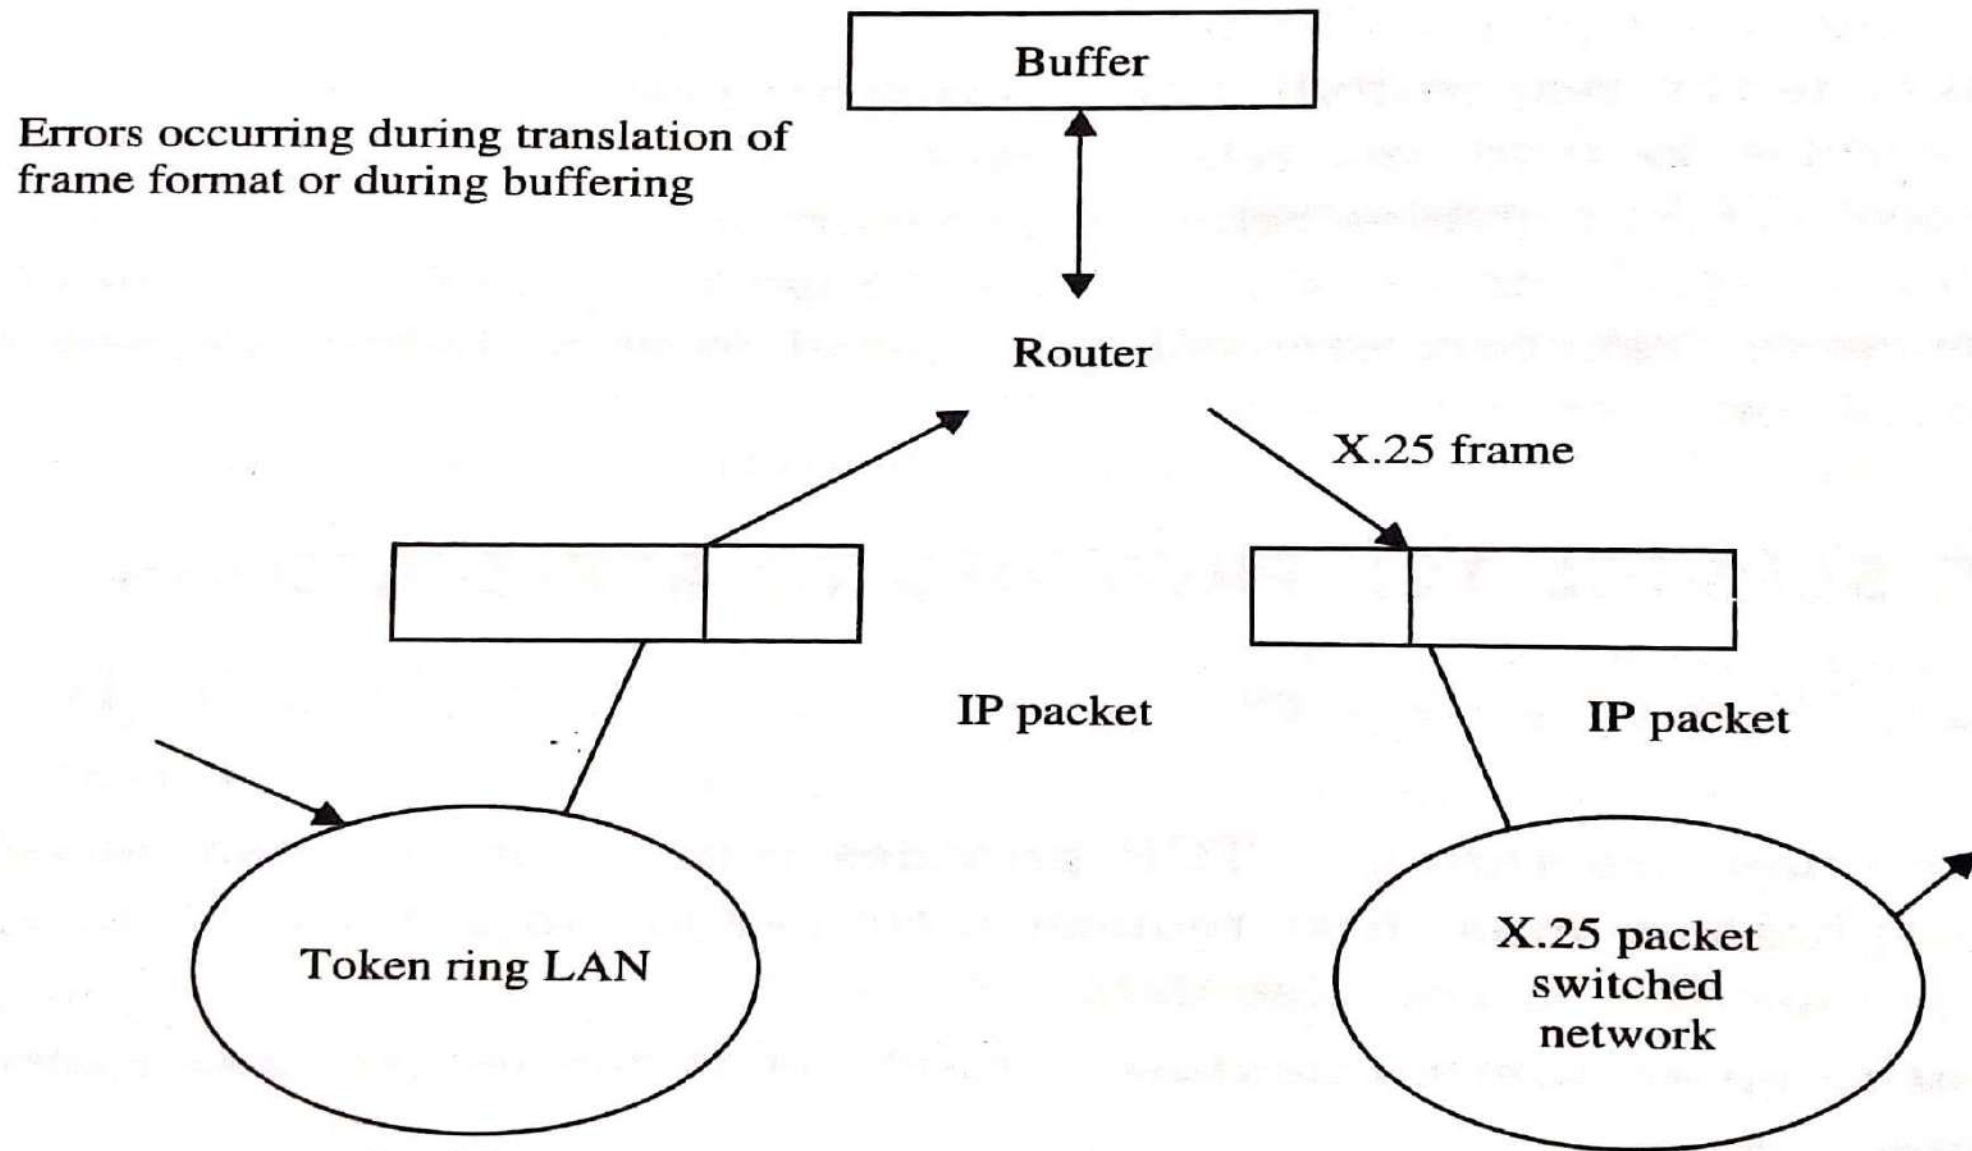 Buffer
Errors occurring during translation of
frame format or during buffering
Router
X.25 frame
IP packet
IP packet
Token ring LAN
X.25 packet
switched
network